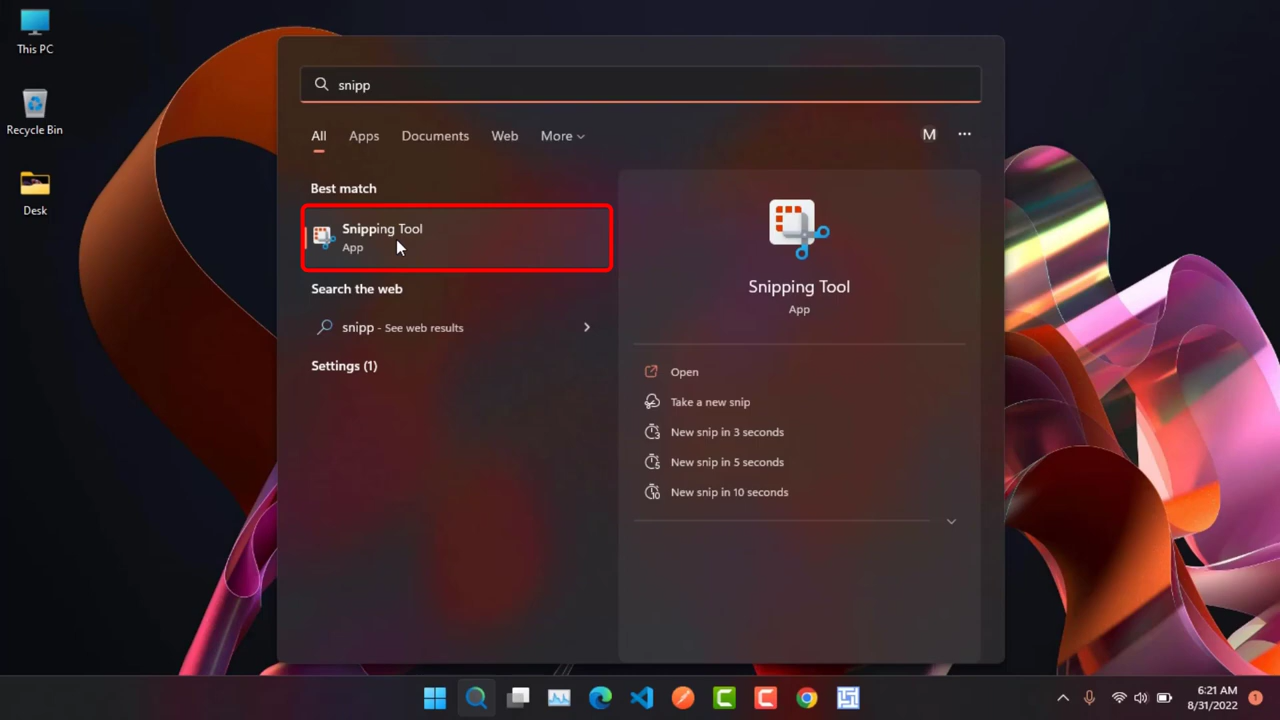 This PC
Recycle Bin
Desk
snipp
All Apps Documents Web More
M
Best match
Snipping Tool
App
Search the web
snipp - See web results
Settings (1)
Snipping Tool
App
Open
Take a new snip
New snip in 3 seconds
New snip in 5 seconds
New snip in 10 seconds
6:21 AM
8/31/2022
1